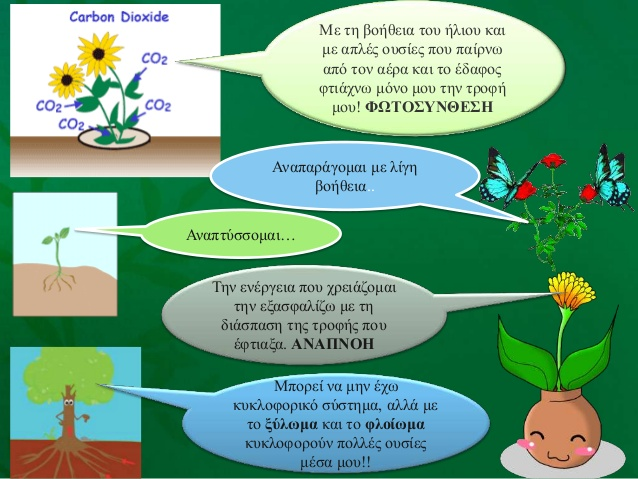 Carbon Dioxide
CO2
CO2
CO2
CO2
Με τη βοήθεια του ήλιου και
με απλές ουσίες που παίρνω
από τον αέρα και το έδαφος
φτιάχνω μόνο μου την τροφή
μου! ΦΩΤΟΣΥΝΘΕΣΗ
Αναπαράγομαι με λίγη
βοήθεια..
Αναπτύσσομαι…
Την ενέργεια που χρειάζομαι
την εξασφαλίζω με τη
διάσπαση της τροφής που
έφτιαξα. ΑΝΑΠΝΟΗ
Μπορεί να μην έχω
κυκλοφορικό σύστημα, αλλά με
το ξύλωμα και το φλοίωμα
κυκλοφορούν πολλές ουσίες
μέσα μου!!